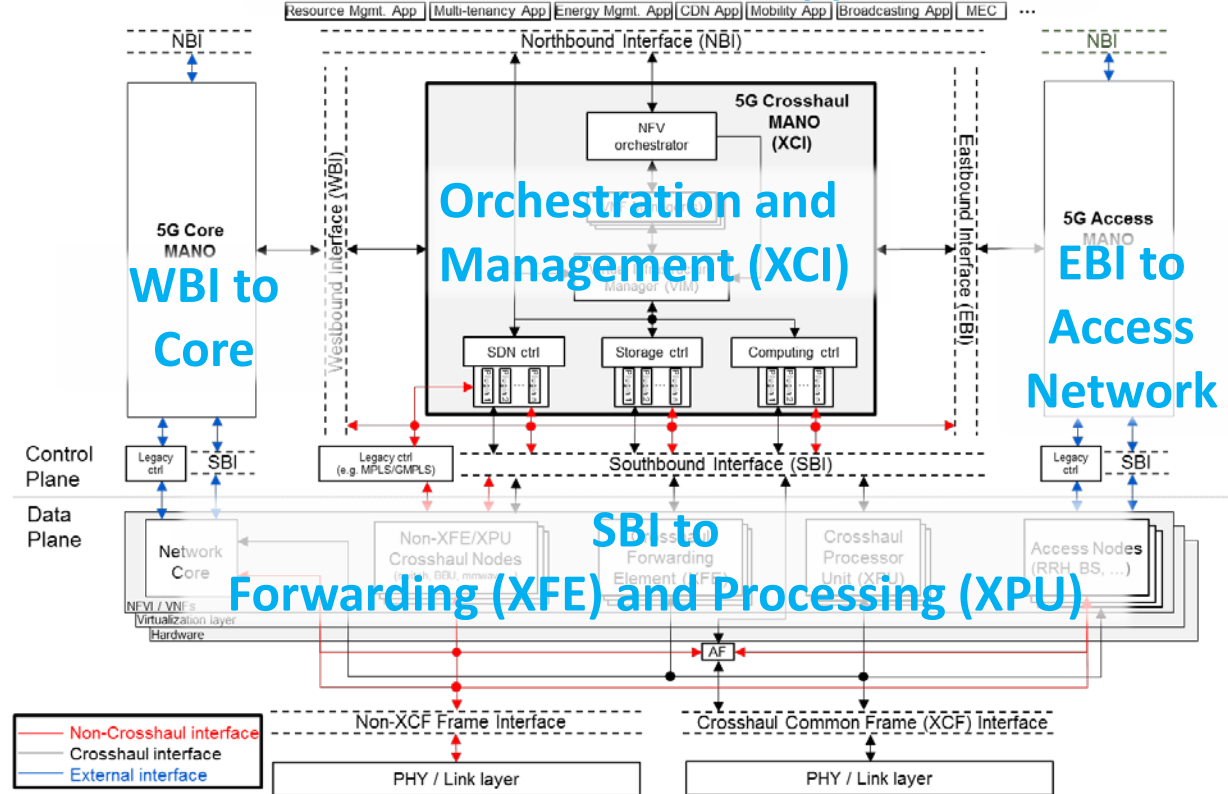 Resource Mgmt. App
Multi-tenancy App
Energy Mgmt. App
CDN App
Mobility App
Broadcasting App
MEC
...
NBI
Northbound Interface (NBI)
NBI
5G Crosshaul
MANO
(XCI)
NFV
orchestrator
Westbound Interface (WBI)
Eastbound Interface (EBI)
Orchestration and
Management (XCI)
Manager (VIM)
5G Core
MANO
WBI to
Core
5G Access
MANO
EBI to
Access
Network
SDN ctrl
Storage ctrl
Computing ctrl
Control
Plane
Legacy
ctrl
SBI
Legacy ctrl
(e.g. MPLS/GMPLS)
Southbound Interface (SBI)
Legacy
ctrl
SBI
Data
Plane
SBI to
Forwarding (XFE) and Processing (XPU)
Network
Core
Non-XFE/XPU
Crosshaul Nodes
Crosshaul
Forwarding
Element (XFE)
Crosshaul
Processor
Unit (XPU)
Access Nodes
(RRH, BS, ...)
NFVI / VNFs
Virtualization layer
Hardware
AF
Non-XCF Frame Interface
Crosshaul Common Frame (XCF) Interface
Non-Crosshaul interface
Crosshaul interface
External interface
PHY / Link layer
PHY / Link layer